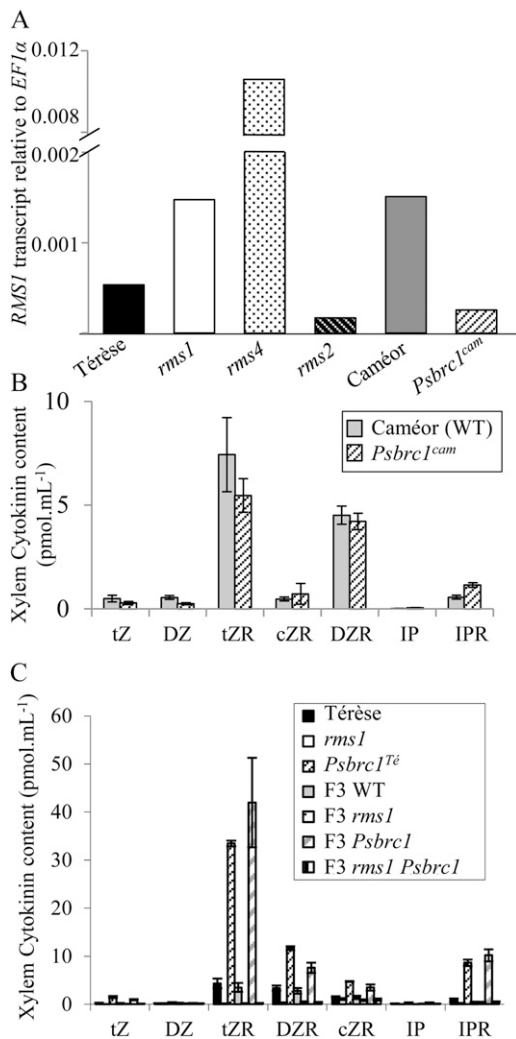 A
RMS1 transcript relative to EF1α
0.012
0.008
0.002
0.001
Térèse
rms1
rms4
rms2
Caméor
Psbrc1cam
B
Xylem Cytokinin content
(pmol.mL-1)
10
5
0
Caméor (WT)
Psbrc1cam
tZ
DZ
tZR
cZR
DZR
IP
IPR
C
Xylem Cytokinin content (pmol.mL-1)
60
50
40
30
20
10
0
Térèse
rms1
Psbrc1Té
F3 WT
F3 rms1
F3 Psbrc1
F3 rms1 Psbrc1
tZ
DZ
tZR
DZR
cZR
IP
IPR